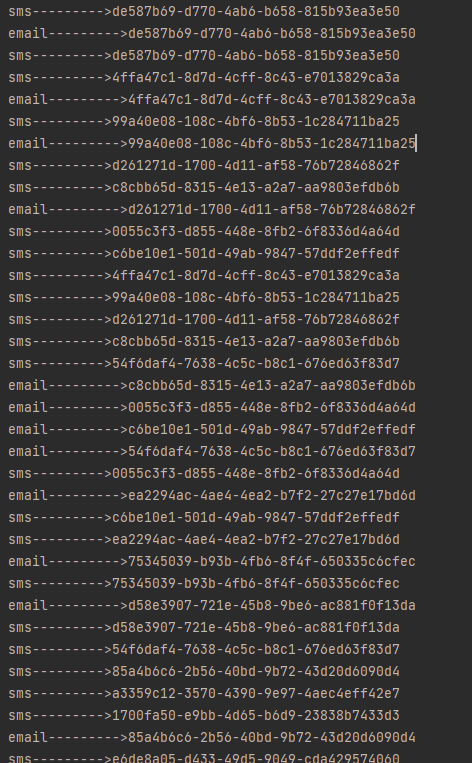 sms--------->de587b69-d770-4ab6-b658-815b93ea3e50
email--------->de587b69-d770-4ab6-b658-815b93ea3e50
sms--------->de587b69-d770-4ab6-b658-815b93ea3e50
sms--------->4ffa47c1-8d7d-4cff-8c43-e7013829ca3a
email--------->4ffa47c1-8d7d-4cff-8c43-e7013829ca3a
sms--------->99a40e08-108c-4bf6-8b53-1c284711ba25
email--------->99a40e08-108c-4bf6-8b53-1c284711ba25
sms--------->d261271d-1700-4d11-af58-76b72846862f
sms--------->c8cbb65d-8315-4e13-a2a7-aa9803efdb6b
email--------->d261271d-1700-4d11-af58-76b72846862f
sms--------->0055c3f3-d855-448e-8fb2-6f8336d4a64d
sms--------->c6be10e1-501d-49ab-9847-57ddf2effedf
sms--------->4ffa47c1-8d7d-4cff-8c43-e7013829ca3a
sms--------->99a40e08-108c-4bf6-8b53-1c284711ba25
sms--------->d261271d-1700-4d11-af58-76b72846862f
sms--------->c8cbb65d-8315-4e13-a2a7-aa9803efdb6b
sms--------->54f6daf4-7638-4c5c-b8c1-676ed63f83d7
email--------->c8cbb65d-8315-4e13-a2a7-aa9803efdb6b
email--------->0055c3f3-d855-448e-8fb2-6f8336d4a64d
email--------->c6be10e1-501d-49ab-9847-57ddf2effedf
email--------->54f6daf4-7638-4c5c-b8c1-676ed63f83d7
sms--------->0055c3f3-d855-448e-8fb2-6f8336d4a64d
email--------->ea2294ac-4ae4-4ea2-b7f2-27c27e17bd6d
sms--------->c6be10e1-501d-49ab-9847-57ddf2effedf
sms--------->ea2294ac-4ae4-4ea2-b7f2-27c27e17bd6d
email--------->75345039-b93b-4fb6-8f4f-650335c6cfec
sms--------->75345039-b93b-4fb6-8f4f-650335c6cfec
email--------->d58e3907-721e-45b8-9be6-ac881f0f13da
sms--------->d58e3907-721e-45b8-9be6-ac881f0f13da
sms--------->54f6daf4-7638-4c5c-b8c1-676ed63f83d7
sms--------->85a4b6c6-2b56-40bd-9b72-43d20d6090d4
sms--------->a3359c12-3570-4390-9e97-4aec4eff42e7
sms--------->1700fa50-e9bb-4d65-b6d9-23838b7433d3
email--------->85a4b6c6-2b56-40bd-9b72-43d20d6090d4
sms--------->e6de8a05-d433-49d5-9049-cda429574060